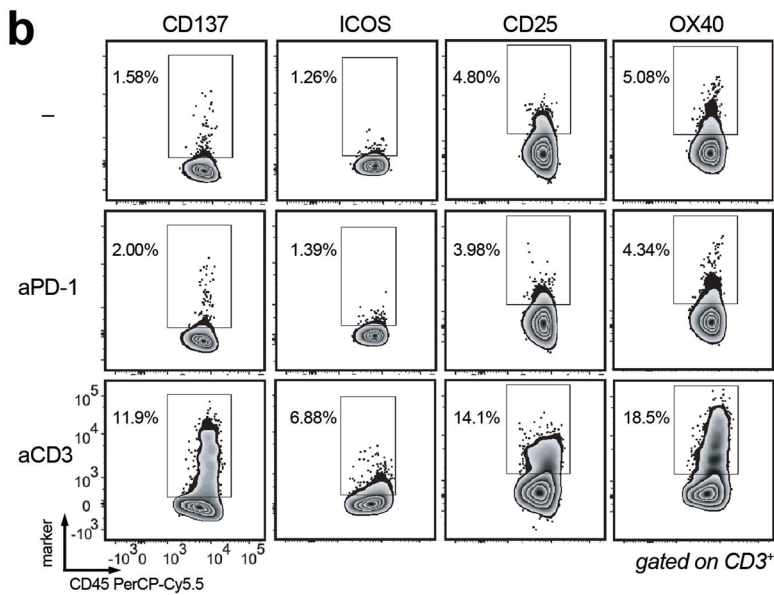 b
CD137 ICOS CD25 OX40
– 1.58% 1.26% 4.80% 5.08%
aPD-1 2.00% 1.39% 3.98% 4.34%
aCD3 11.9% 6.88% 14.1% 18.5%
10⁵
10⁴
10³
0
-10³
marker
-10³ 0 10³ 10⁴ 10⁵
CD45 PerCP-Cy5.5
gated on CD3⁺